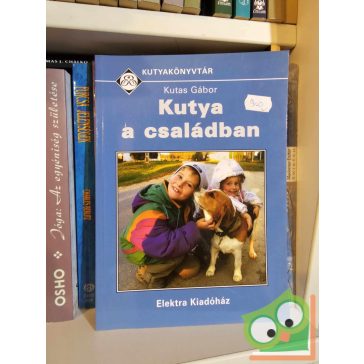 KUTYAKÖNYVTÁR
Kutas Gábor
Kutya
a családban
Elektra Kiadóház
OSHO
Jóga: Az egyéniség születése